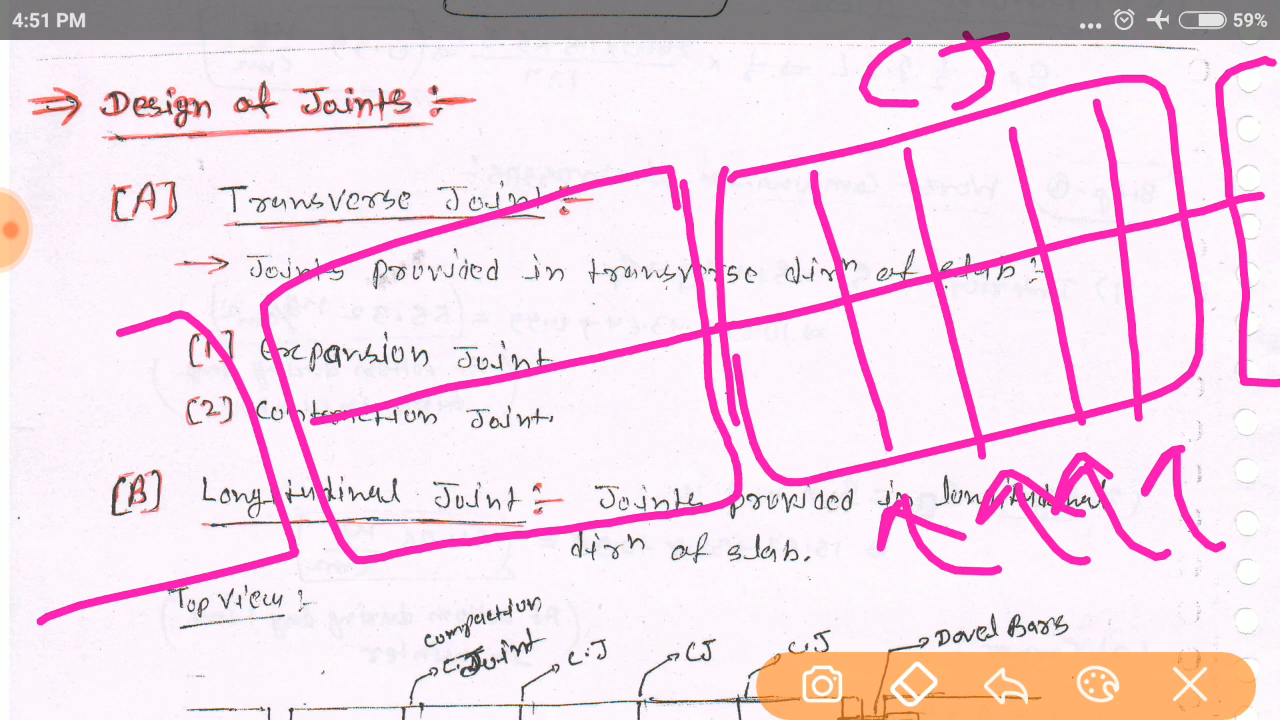 4:51 PM
59%
CJ
⇒ Design of Joints :-
[A] Transverse Joint :-
→ Joints provided in transverse dirⁿ of slab :-
[1] Expansion Joint
[2] Contraction Joint.
[B] Longitudinal Joint :- Joints provided in longitudinal
dirⁿ of slab.
Top View :-
compaction
Joint C.J CJ C.J Dowel Bars